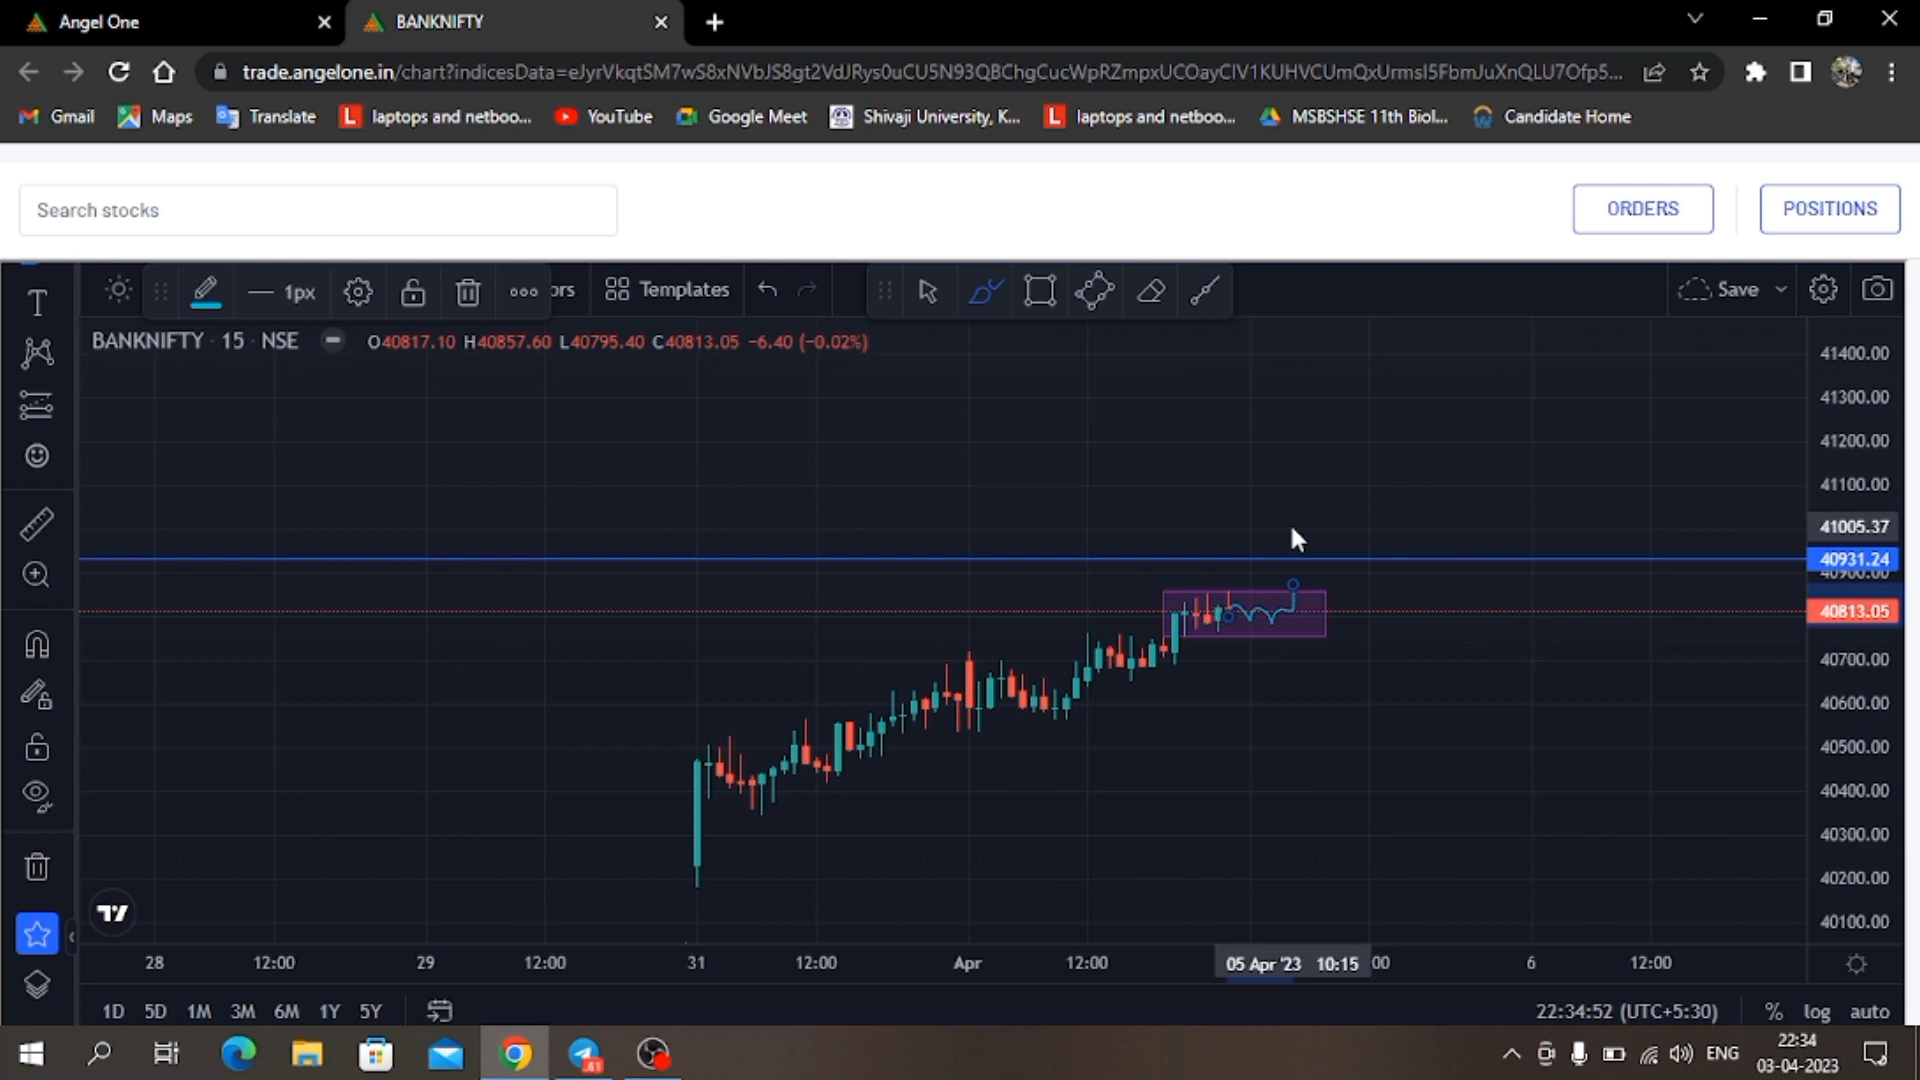 Angel One
BANKNIFTY
trade.angelone.in/chart?indicesData=eJyrVkqtSM7wS8xNVbJS8gt2VdJRys0uCU5N93QBChgCucWpRZmpxUCOayClV1KUHVCUmQxUrmsI5FbmJuXnQLU7Ofp5...
Gmail
Maps
Translate
laptops and netboo...
YouTube
Google Meet
Shivaji University, K...
laptops and netboo...
MSBSHSE 11th Biol...
Candidate Home
Search stocks
ORDERS
POSITIONS
1px
ors
Templates
Save
BANKNIFTY · 15 · NSE
O40817.10 H40857.60 L40795.40 C40813.05 −6.40 (−0.02%)
41400.00
41300.00
41200.00
41100.00
41005.37
40931.24
40900.00
40813.05
40700.00
40600.00
40500.00
40400.00
40300.00
40200.00
40100.00
28
12:00
29
12:00
31
12:00
Apr
12:00
05 Apr '23 10:15
00
6
12:00
1D 5D 1M 3M 6M 1Y 5Y
22:34:52 (UTC+5:30)
% log auto
61
ENG
22:34
03-04-2023